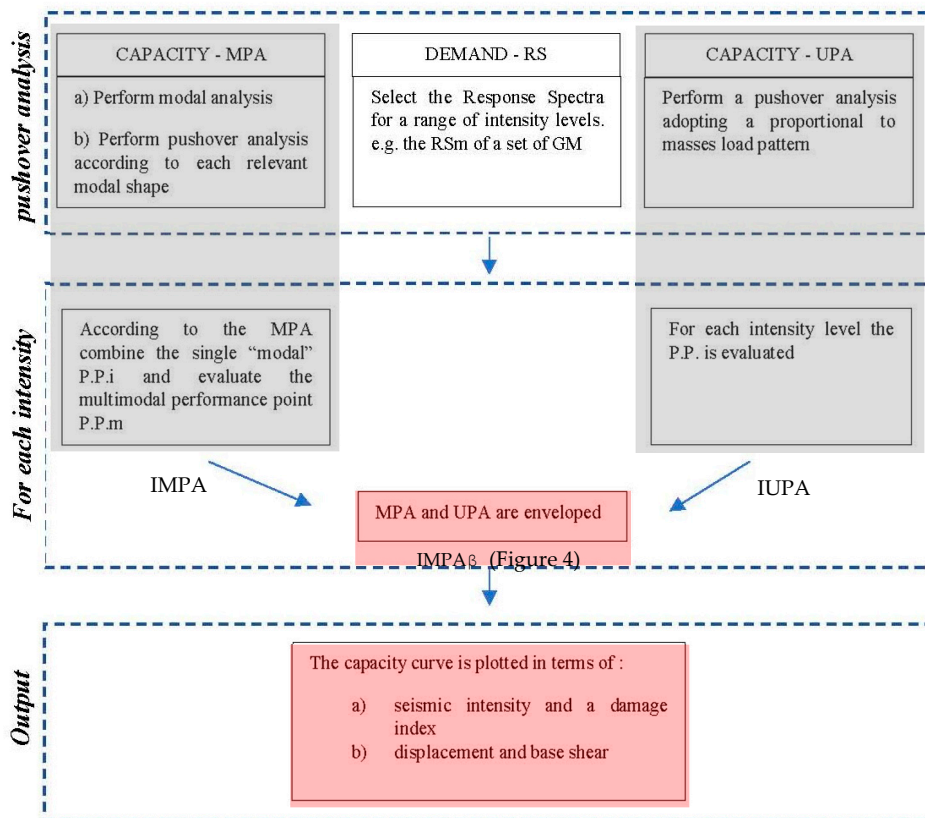 pushover analysis
CAPACITY - MPA
a) Perform modal analysis
b) Perform pushover analysis
according to each relevant
modal shape
DEMAND - RS
Select the Response Spectra
for a range of intensity levels.
e.g. the RSm of a set of GM
CAPACITY - UPA
Perform a pushover analysis
adopting a proportional to
masses load pattern
For each intensity
According to the MPA
combine the single “modal”
P.P.i and evaluate the
multimodal performance point
P.P.m
For each intensity level the
P.P. is evaluated
IMPA
IUPA
MPA and UPA are enveloped
IMPAβ (Figure 4)
Output
The capacity curve is plotted in terms of :
a) seismic intensity and a damage
index
b) displacement and base shear